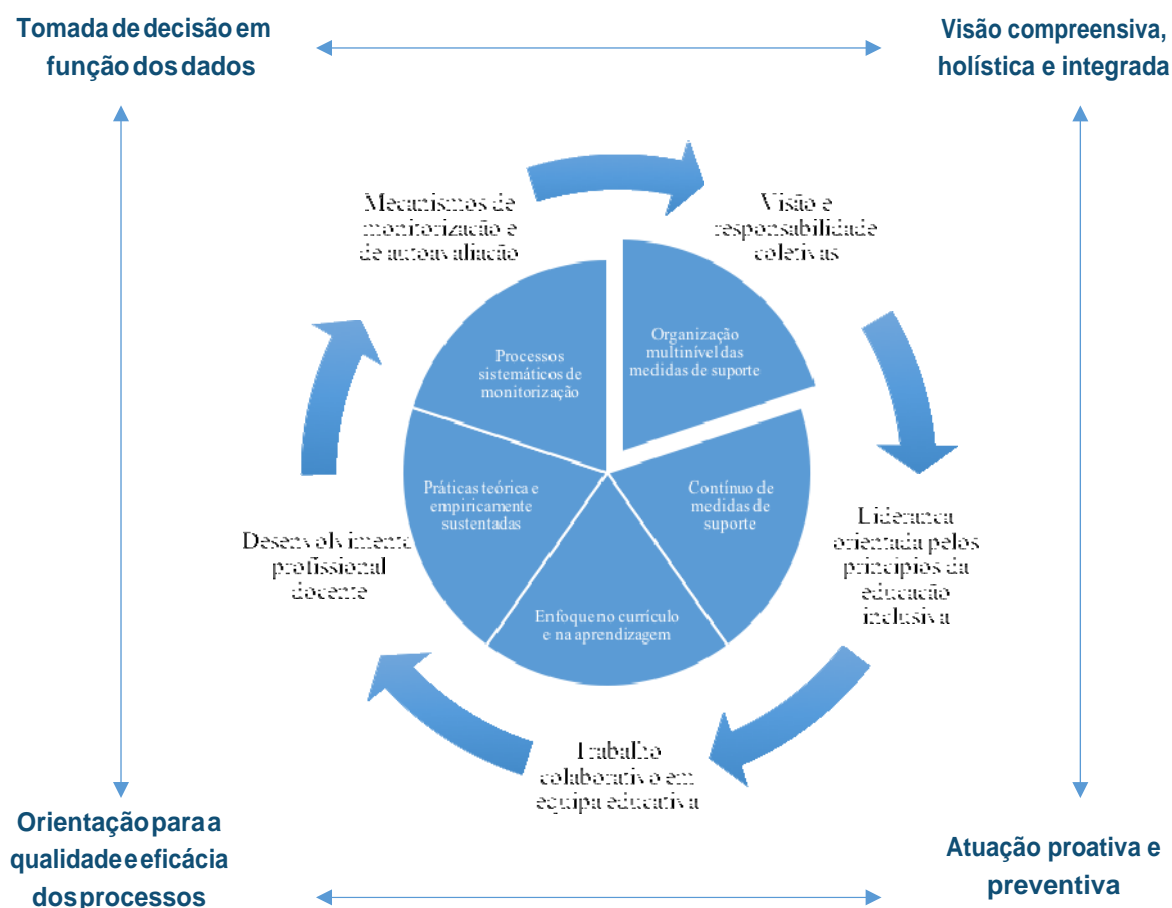 Tomada de decisão em
função dos dados
Visão compreensiva,
holística e integrada
Mecanismos de
monitorização e
de autoavaliação
Visão e
responsabilidade
coletivas
Organização
multinível das
medidas de suporte
Processos
sistemáticos de
monitorização
Práticas teórica e
empiricamente
sustentadas
Contínuo de
medidas de
suporte
Enfoque no currículo
e na aprendizagem
Desenvolvimento
profissional
docente
Liderança
orientada pelos
princípios da
educação
inclusiva
Trabalho
colaborativo em
equipa educativa
Orientação para a
qualidade e eficácia
dos processos
Atuação proativa e
preventiva